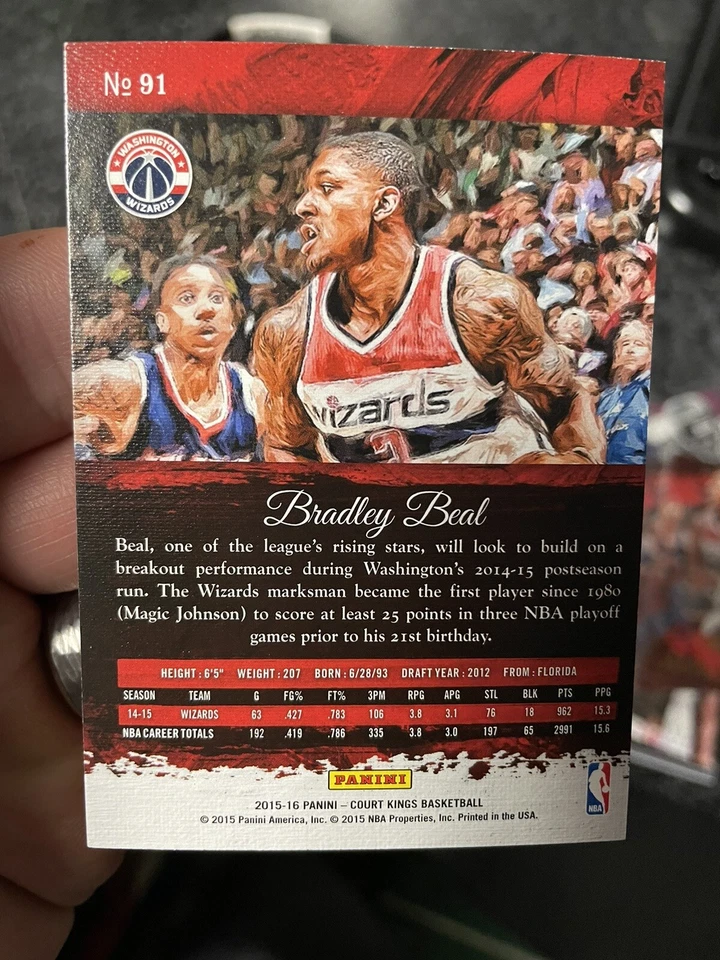 № 91
WASHINGTON
WIZARDS
wizards
3
Bradley Beal
Beal, one of the league's rising stars, will look to build on a
breakout performance during Washington's 2014-15 postseason
run. The Wizards marksman became the first player since 1980
(Magic Johnson) to score at least 25 points in three NBA playoff
games prior to his 21st birthday.
HEIGHT : 6'5" WEIGHT : 207 BORN : 6/28/93 DRAFT YEAR : 2012 FROM : FLORIDA
SEASON TEAM G FG% FT% 3PM RPG APG STL BLK PTS PPG
14-15 WIZARDS 63 .427 .783 106 3.8 3.1 76 18 962 15.3
NBA CAREER TOTALS 192 .419 .786 335 3.8 3.0 197 65 2991 15.6
PANINI
2015-16 PANINI – COURT KINGS BASKETBALL
© 2015 Panini America, Inc. © 2015 NBA Properties, Inc. Printed in the USA.
NBA